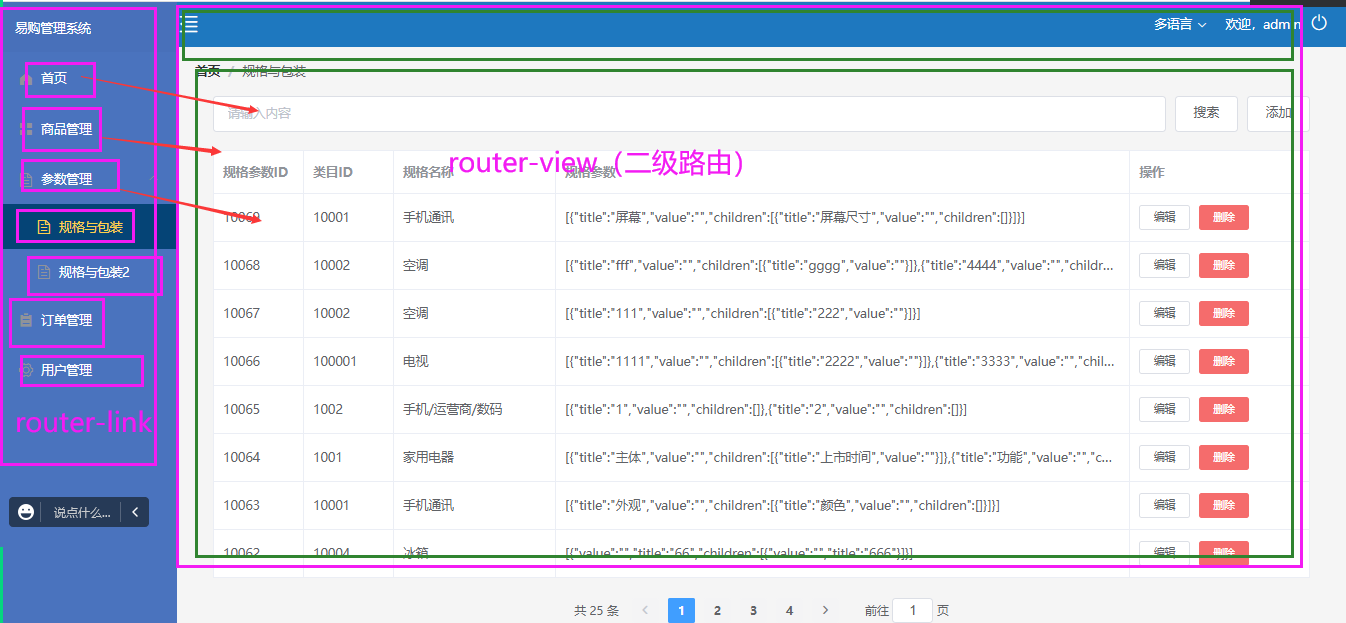 易购管理系统
多语言
欢迎，admin
首页
商品管理
参数管理
规格与包装
规格与包装2
订单管理
用户管理
router-link
说点什么...
首页 / 规格与包装
请输入内容
搜索
添加
router-view（二级路由）
规格参数ID 类目ID 规格名称 规格参数 操作
10069 10001 手机通讯 [{"title":"屏幕","value":"","children":[{"title":"屏幕尺寸","value":"","children":[]}]}] 编辑 删除
10068 10002 空调 [{"title":"fff","value":"","children":[{"title":"gggg","value":""}]},{"title":"4444","value":"","childr... 编辑 删除
10067 10002 空调 [{"title":"111","value":"","children":[{"title":"222","value":""}]}] 编辑 删除
10066 100001 电视 [{"title":"1111","value":"","children":[{"title":"2222","value":""}]},{"title":"3333","value":"","chil... 编辑 删除
10065 1002 手机/运营商/数码 [{"title":"1","value":"","children":[]},{"title":"2","value":"","children":[]}] 编辑 删除
10064 1001 家用电器 [{"title":"主体","value":"","children":[{"title":"上市时间","value":""}]},{"title":"功能","value":"","c... 编辑 删除
10063 10001 手机通讯 [{"title":"外观","value":"","children":[{"title":"颜色","value":"","children":[]}]}] 编辑 删除
10062 10004 冰箱 [{"value":"","title":"66","children":[{"value":"","title":"666"}]}] 编辑 删除
共 25 条 1 2 3 4 前往 1 页